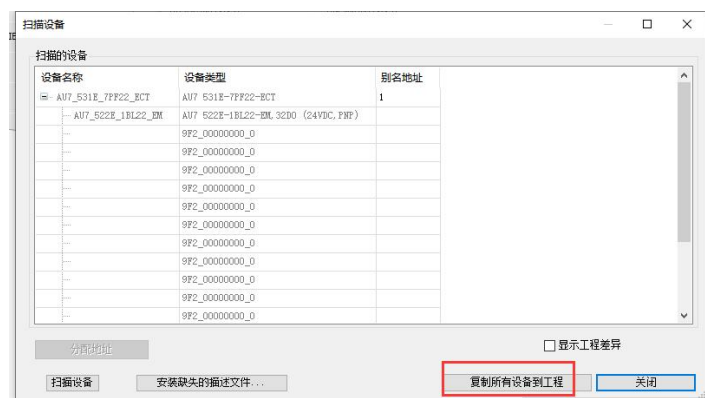 扫描设备
扫描的设备
设备名称 设备类型 别名地址
AU7_531E_7PF22_ECT AU7 531E-7PF22-ECT 1
AU7_522E_1BL22_EM AU7 522E-1BL22-EM,32DO (24VDC,PNP)
9F2_00000000_0
9F2_00000000_0
9F2_00000000_0
9F2_00000000_0
9F2_00000000_0
9F2_00000000_0
9F2_00000000_0
9F2_00000000_0
9F2_00000000_0
9F2_00000000_0
9F2_00000000_0
分配地址 显示工程差异
扫描设备 安装缺失的描述文件... 复制所有设备到工程 关闭